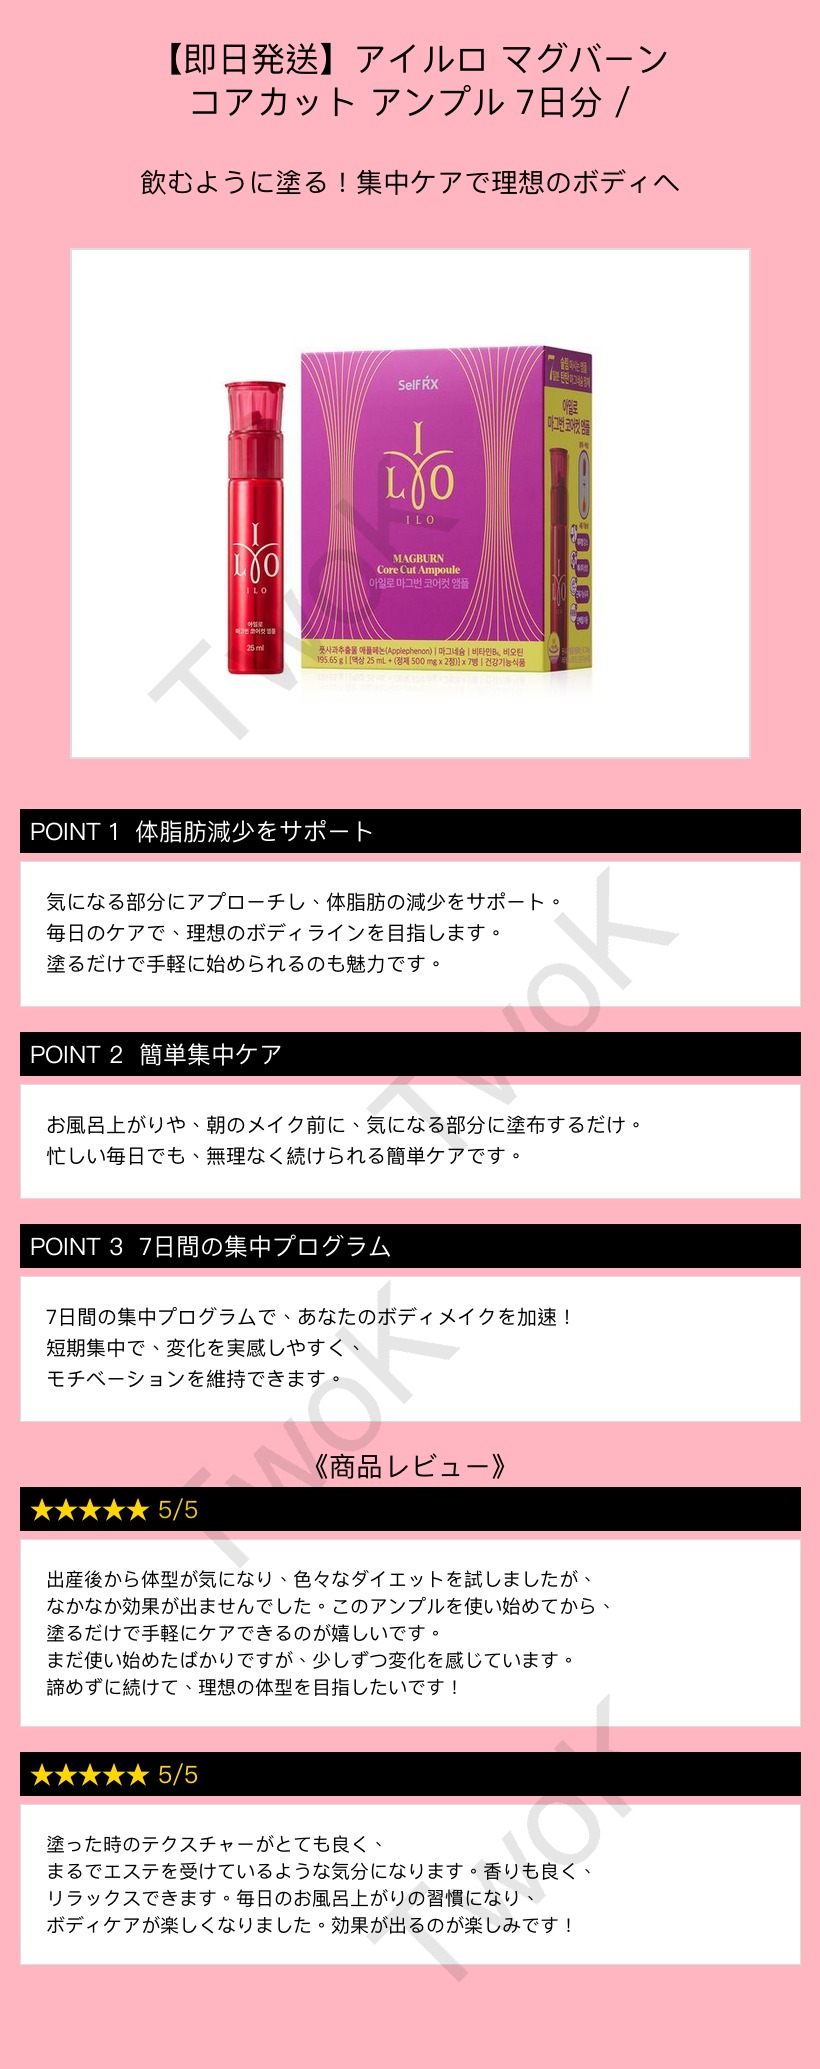 【即日発送】アイルロ マグバーン
コアカット アンプル 7日分 /
飲むように塗る！集中ケアで理想のボディへ
SelfRX
I
LO
ILO
MAGBURN
Core Cut Ampoule
아일로 마그번 코어컷 앰플
풋사과추출물 애플페논(Applephenon) | 마그네슘 | 비타민B₆, 비오틴
195.65 g | [액상 25 mL + (정제 500 mg x 2정)] x 7병 | 건강기능식품
아일로
마그번 코어컷 앰플
I
LO
ILO
아일로
마그번 코어컷 앰플
25 ml
TwoK
POINT 1 体脂肪減少をサポート
気になる部分にアプローチし、体脂肪の減少をサポート。
毎日のケアで、理想のボディラインを目指します。
塗るだけで手軽に始められるのも魅力です。
TwoK
POINT 2 簡単集中ケア
お風呂上がりや、朝のメイク前に、気になる部分に塗布するだけ。
忙しい毎日でも、無理なく続けられる簡単ケアです。
POINT 3 7日間の集中プログラム
7日間の集中プログラムで、あなたのボディメイクを加速！
短期集中で、変化を実感しやすく、
モチベーションを維持できます。
TwoK
《商品レビュー》
★★★★★ 5/5
出産後から体型が気になり、色々なダイエットを試しましたが、
なかなか効果が出ませんでした。このアンプルを使い始めてから、
塗るだけで手軽にケアできるのが嬉しいです。
まだ使い始めたばかりですが、少しずつ変化を感じています。
諦めずに続けて、理想の体型を目指したいです！
★★★★★ 5/5
塗った時のテクスチャーがとても良く、
まるでエステを受けているような気分になります。香りも良く、
リラックスできます。毎日のお風呂上がりの習慣になり、
ボディケアが楽しくなりました。効果が出るのが楽しみです！
TwoK